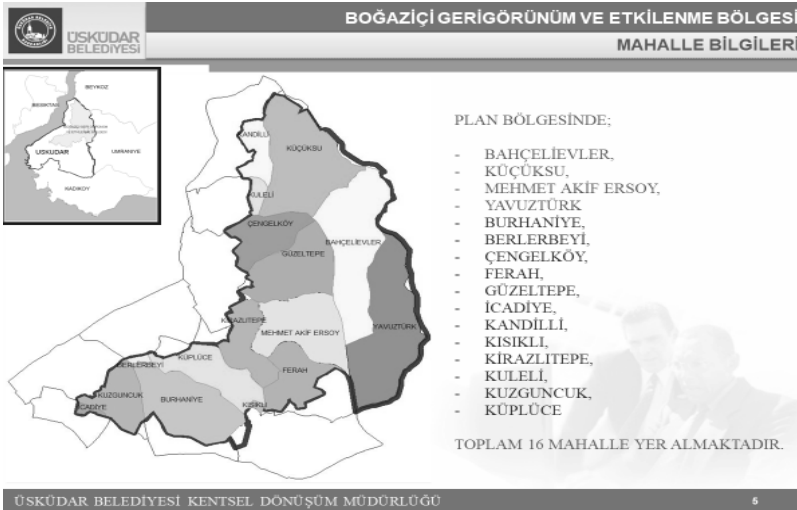 BOĞAZİÇİ GERİGÖRÜNÜM VE ETKİLENME BÖLGESİ
ÜSKÜDAR
BELEDİYESİ
MAHALLE BİLGİLERİ
BEYKOZ
BEŞİKTAŞ
ÜSKÜDAR
ÜMRANİYE
KADIKÖY
KANDİLLİ
KÜÇÜKSU
KULELİ
ÇENGELKÖY
BAHÇELİEVLER
GÜZELTEPE
KİRAZLITEPE
MEHMET AKİF ERSOY
YAVUZTÜRK
KÜPLÜCE
BERLERBEYİ
FERAH
KUZGUNCUK
BURHANİYE
KISIKLI
İCADİYE
PLAN BÖLGESİNDE;
- BAHÇELİEVLER,
- KÜÇÜKSU,
- MEHMET AKİF ERSOY,
- YAVUZTÜRK
- BURHANİYE,
- BERLERBEYİ,
- ÇENGELKÖY,
- FERAH,
- GÜZELTEPE,
- İCADİYE,
- KANDİLLİ,
- KISIKLI,
- KİRAZLITEPE,
- KULELİ,
- KUZGUNCUK,
- KÜPLÜCE
TOPLAM 16 MAHALLE YER ALMAKTADIR.
ÜSKÜDAR BELEDİYESİ KENTSEL DÖNÜŞÜM MÜDÜRLÜĞÜ
5